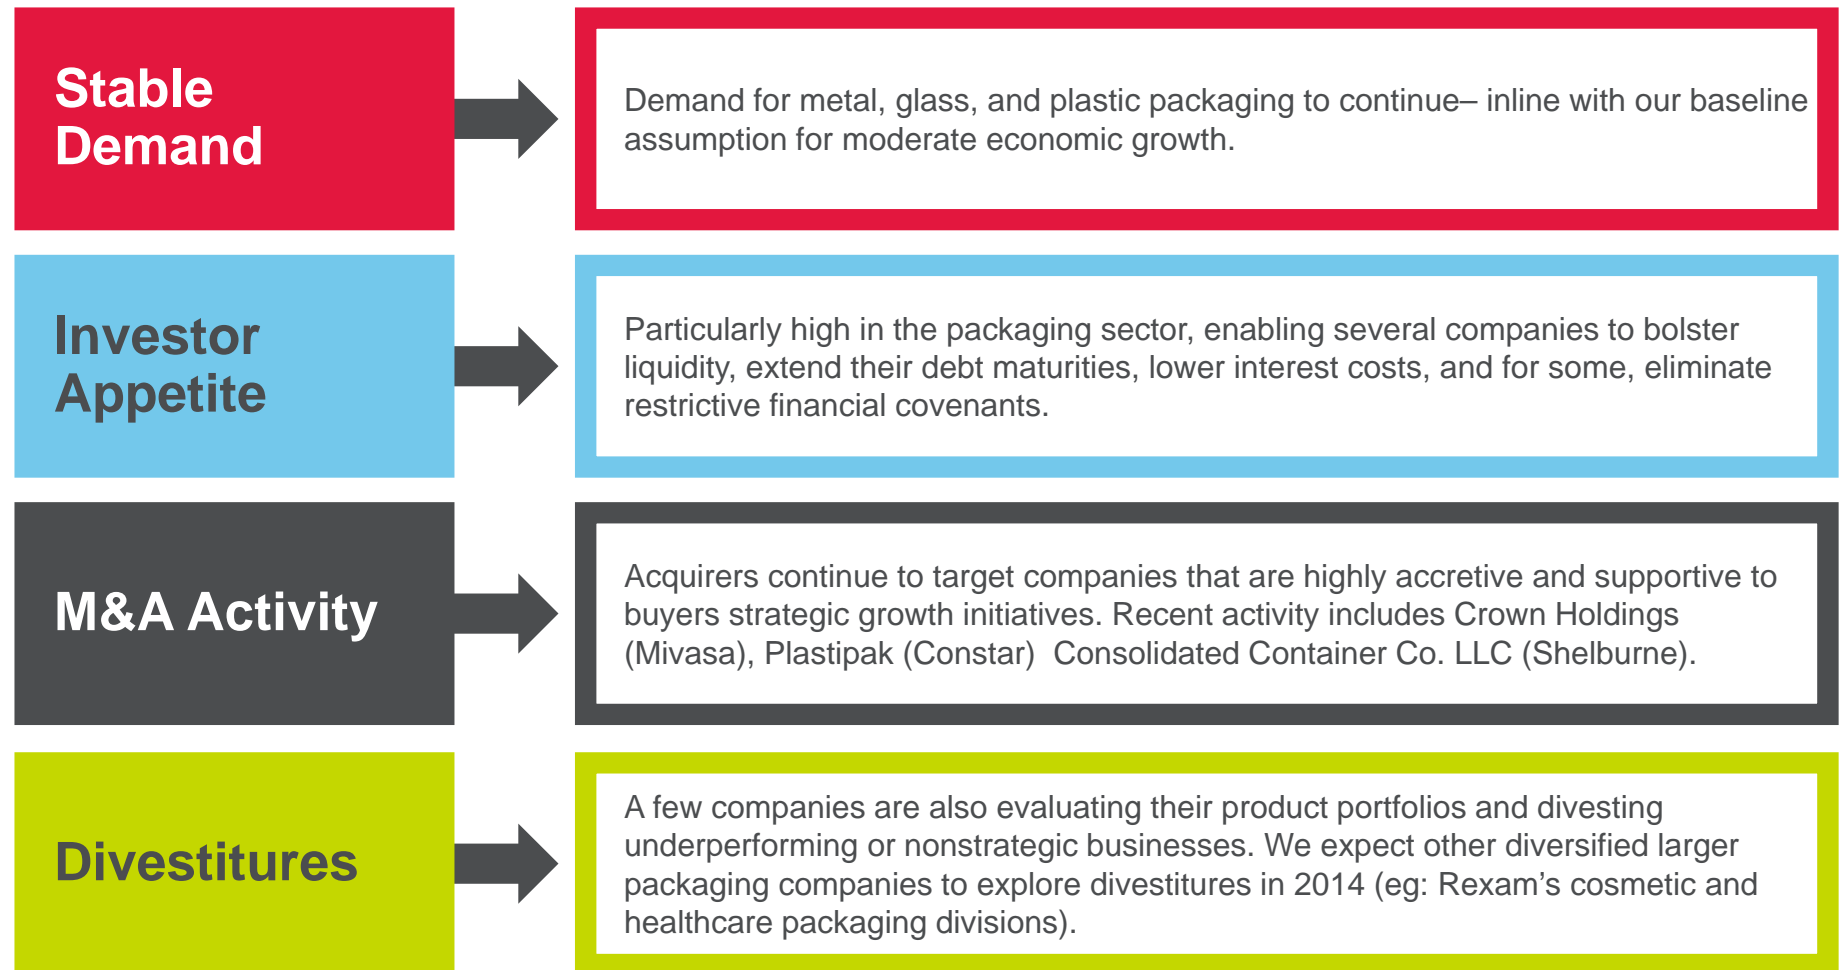 Stable
Demand
Demand for metal, glass, and plastic packaging to continue– inline with our baseline
assumption for moderate economic growth.
Investor
Appetite
Particularly high in the packaging sector, enabling several companies to bolster
liquidity, extend their debt maturities, lower interest costs, and for some, eliminate
restrictive financial covenants.
M&A Activity
Acquirers continue to target companies that are highly accretive and supportive to
buyers strategic growth initiatives. Recent activity includes Crown Holdings
(Mivasa), Plastipak (Constar)  Consolidated Container Co. LLC (Shelburne).
Divestitures
A few companies are also evaluating their product portfolios and divesting
underperforming or nonstrategic businesses. We expect other diversified larger
packaging companies to explore divestitures in 2014 (eg: Rexam’s cosmetic and
healthcare packaging divisions).